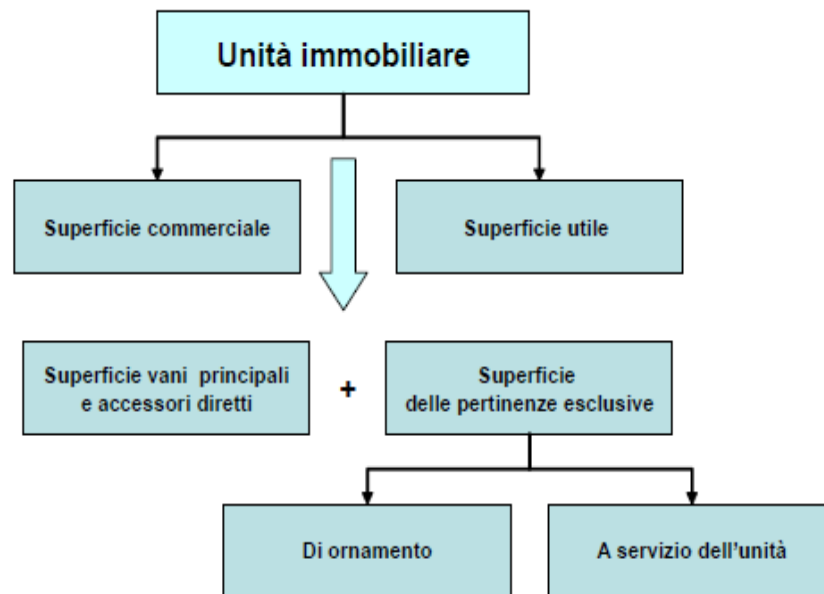 Unità immobiliare
Superficie commerciale
Superficie utile
Superficie vani principali
e accessori diretti
+
Superficie
delle pertinenze esclusive
Di ornamento
A servizio dell'unità